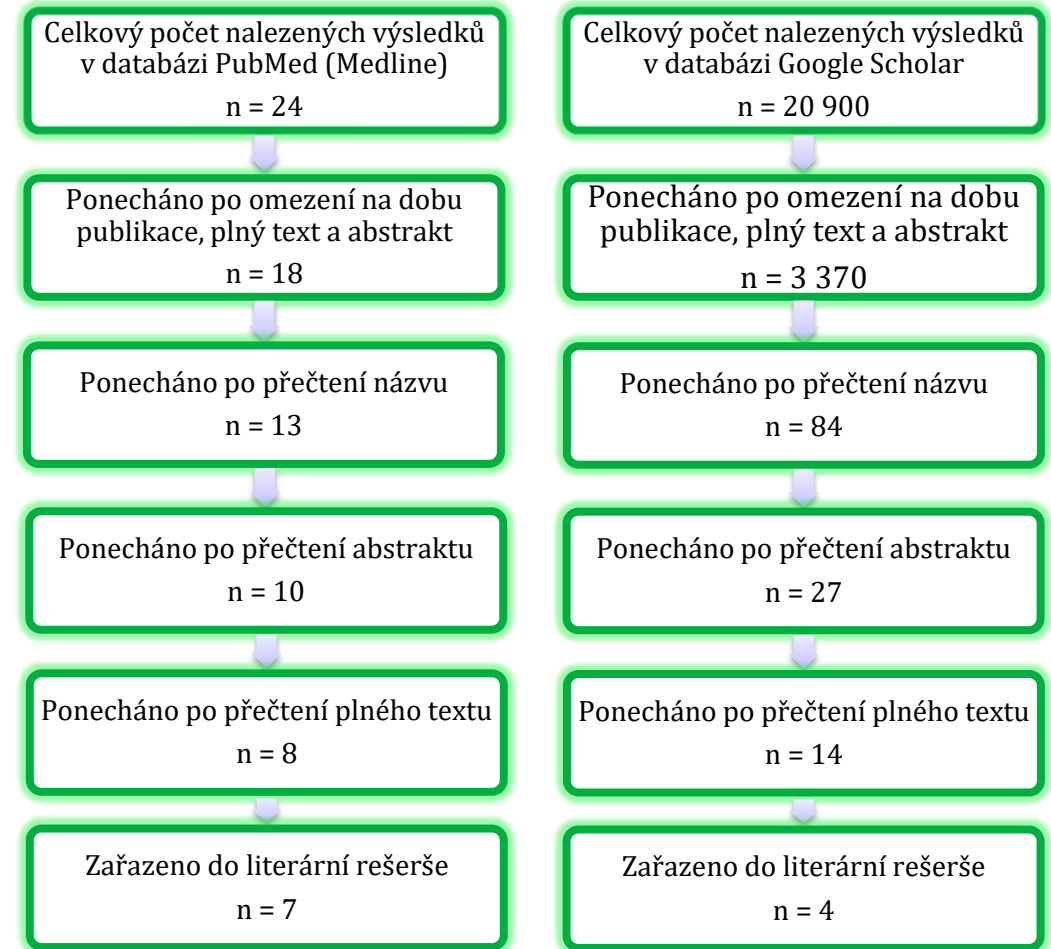 Celkový počet nalezených výsledků
v databázi PubMed (Medline)
n = 24
Ponecháno po omezení na dobu
publikace, plný text a abstrakt
n = 18
Ponecháno po přečtení názvu
n = 13
Ponecháno po přečtení abstraktu
n = 10
Ponecháno po přečtení plného textu
n = 8
Zařazeno do literární rešerše
n = 7
Celkový počet nalezených výsledků
v databázi Google Scholar
n = 20 900
Ponecháno po omezení na dobu
publikace, plný text a abstrakt
n = 3 370
Ponecháno po přečtení názvu
n = 84
Ponecháno po přečtení abstraktu
n = 27
Ponecháno po přečtení plného textu
n = 14
Zařazeno do literární rešerše
n = 4